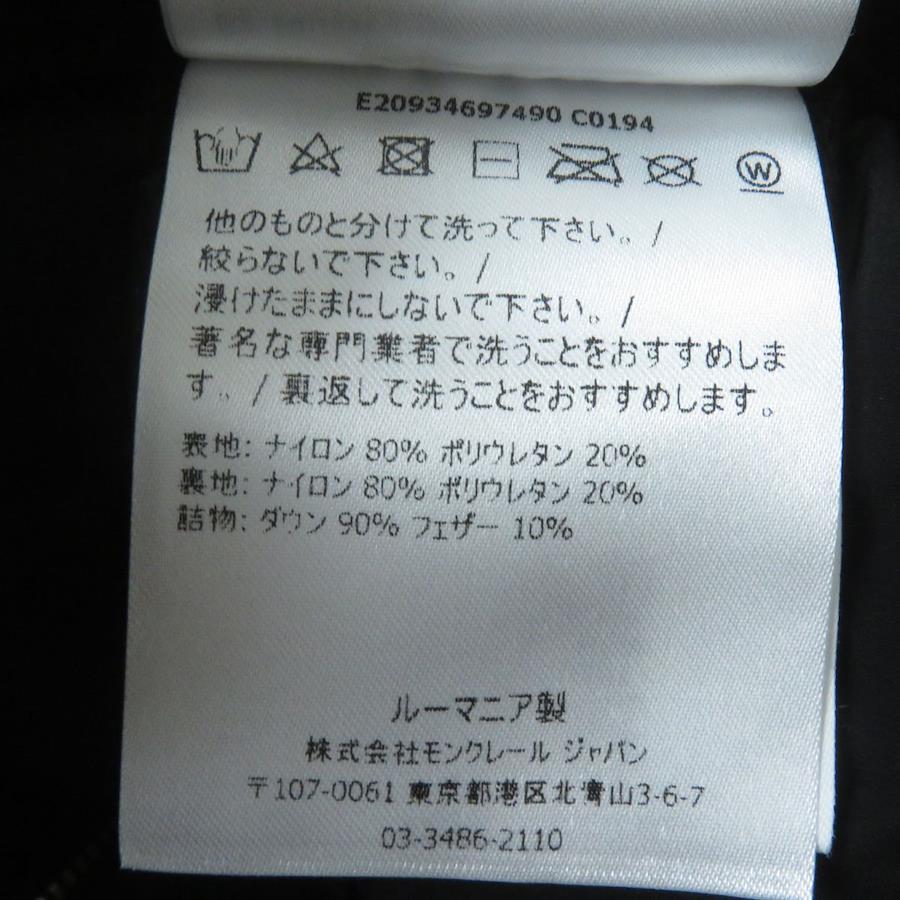 E20934697490 C0194
W
他のものと分けて洗って下さい。/
絞らないで下さい。/
浸けたままにしないで下さい。/
著名な専門業者で洗うことをおすすめしま
す。/ 裏返して洗うことをおすすめします。
表地: ナイロン 80% ポリウレタン 20%
裏地: ナイロン 80% ポリウレタン 20%
詰物: ダウン 90% フェザー 10%
ルーマニア製
株式会社モンクレール ジャパン
〒107-0061 東京都港区北青山3-6-7
03-3486-2110